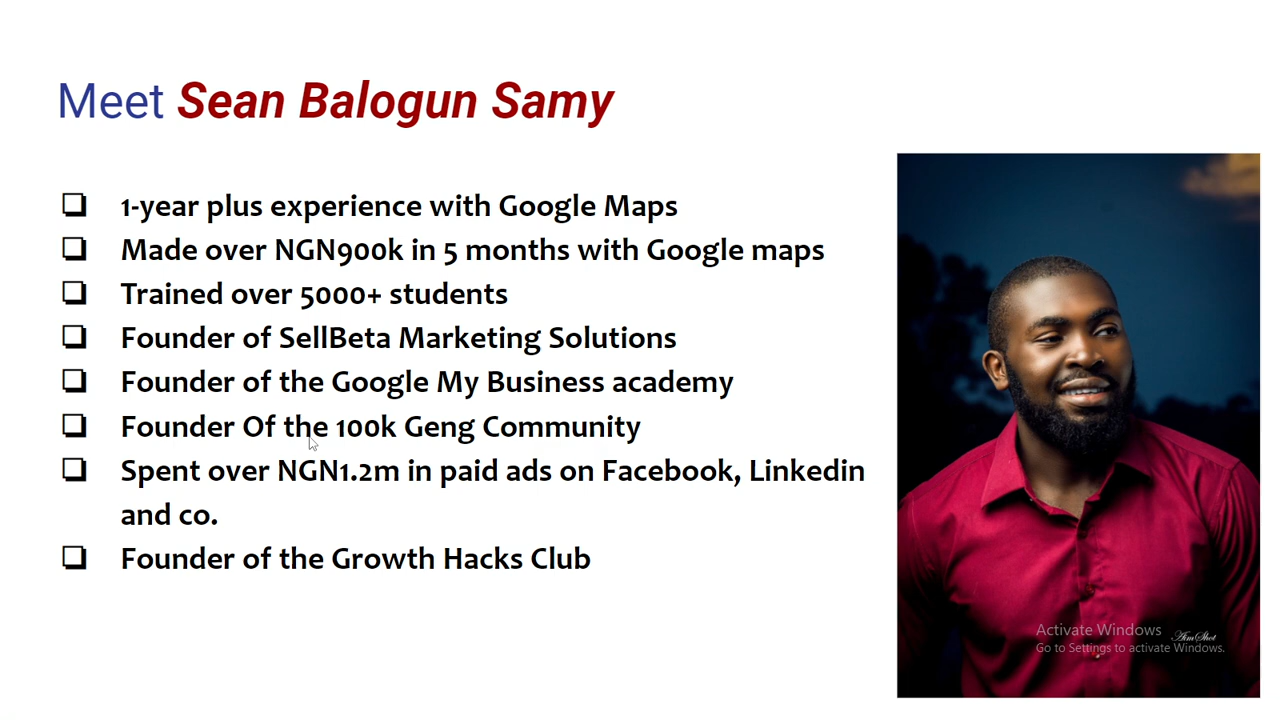 Meet Sean Balogun Samy
1-year plus experience with Google Maps
Made over NGN900k in 5 months with Google maps
Trained over 5000+ students
Founder of SellBeta Marketing Solutions
Founder of the Google My Business academy
Founder Of the 100k Geng Community
Spent over NGN1.2m in paid ads on Facebook, Linkedin
and co.
Founder of the Growth Hacks Club
Activate Windows
AimShot
Go to Settings to activate Windows.